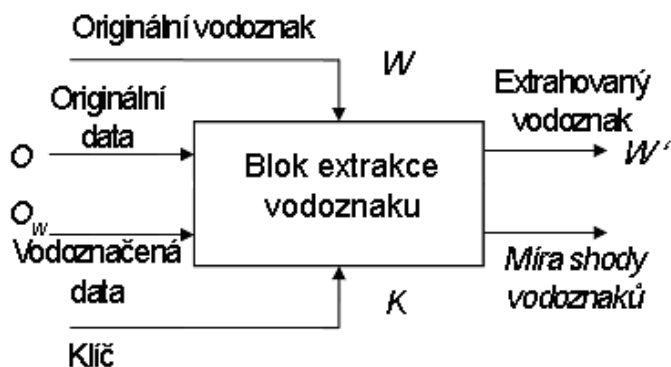 Originální vodoznak
W
Originální
data
Extrahovaný
vodoznak
O
Blok extrakce
vodoznaku
W‘
O_W
Vodoznačená
data
Míra shody
vodoznaků
K
Klíč